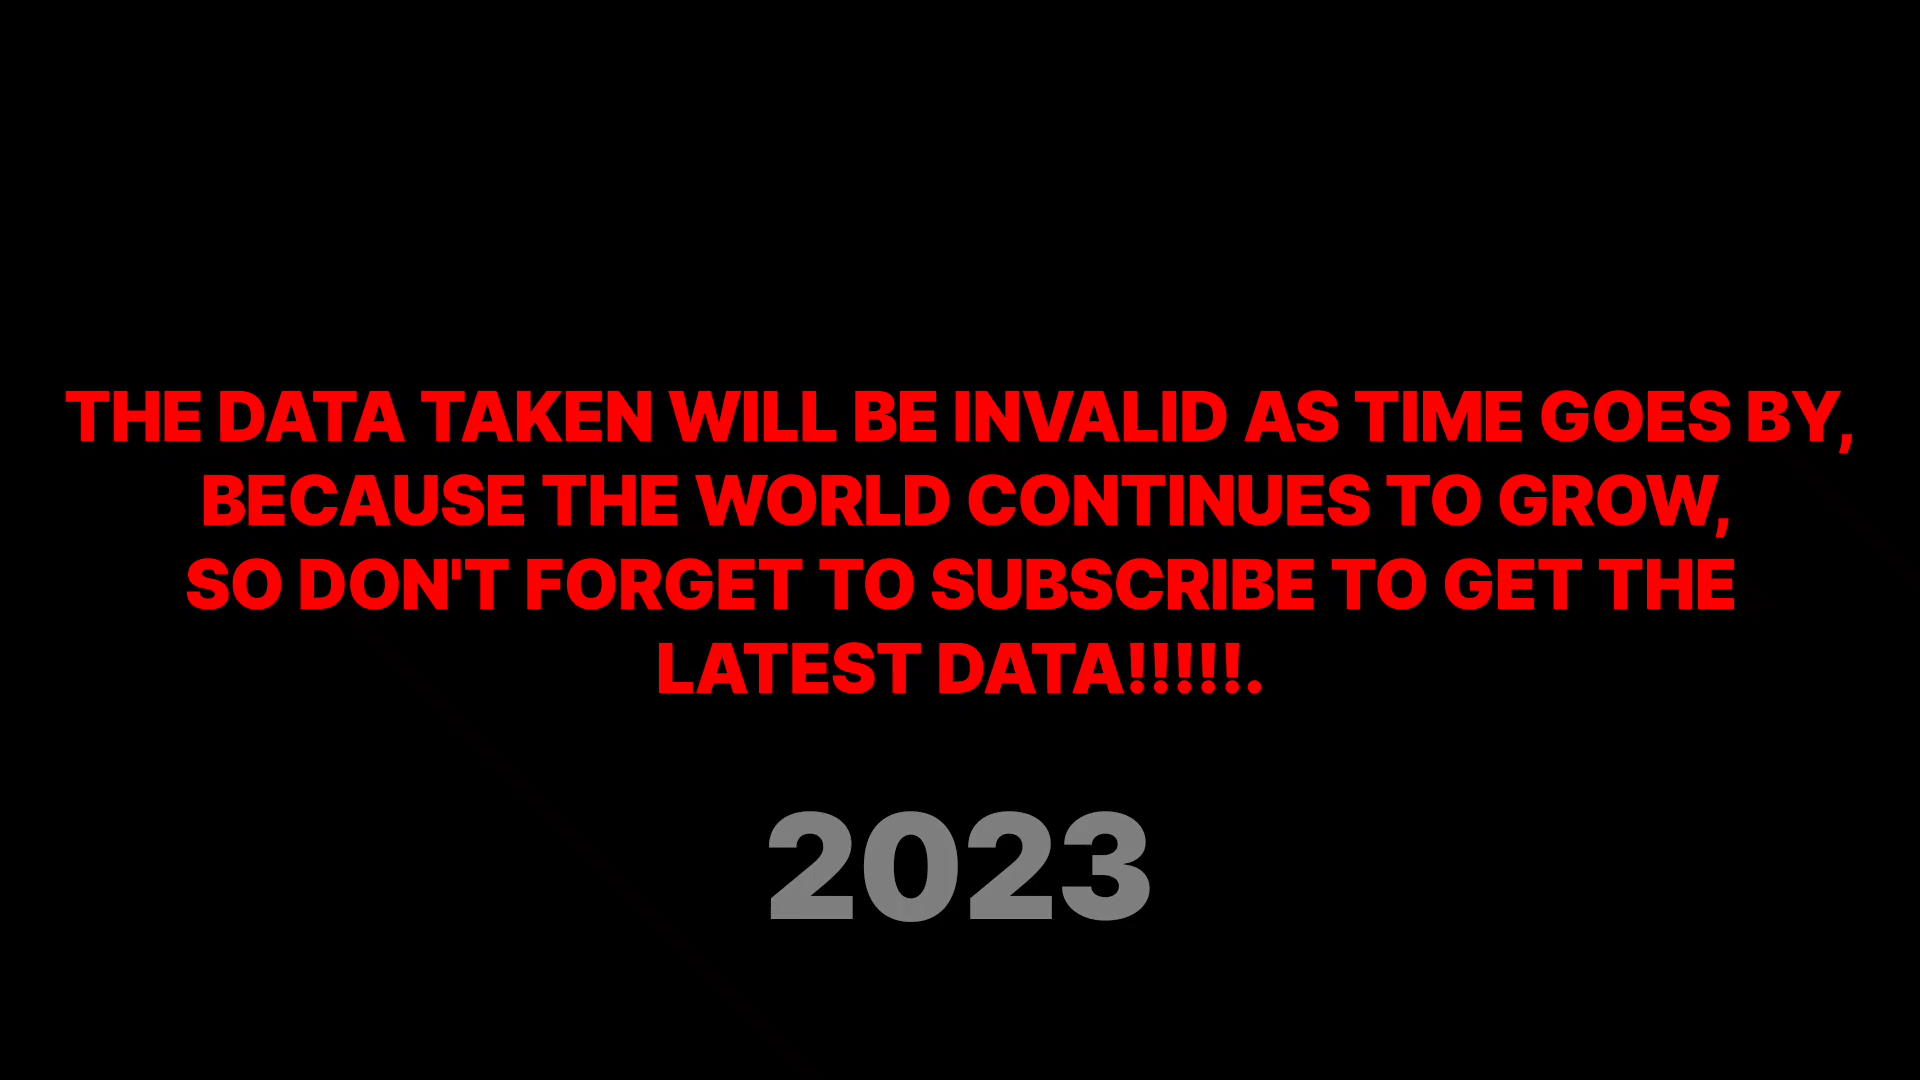 THE DATA TAKEN WILL BE INVALID AS TIME GOES BY,
BECAUSE THE WORLD CONTINUES TO GROW,
SO DON'T FORGET TO SUBSCRIBE TO GET THE
LATEST DATA!!!!!.
2023